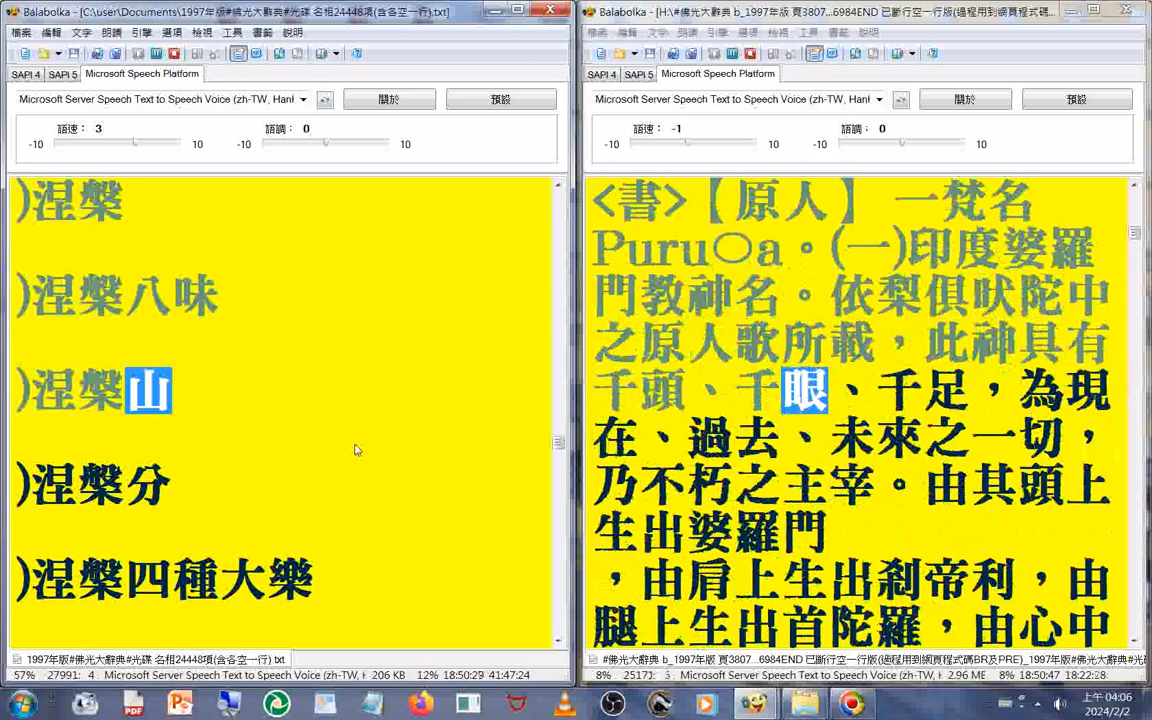 Balabolka - [C:\user\Documents\1997年版#佛光大辭典#光碟 名相24448項(含各空一行).txt]
檔案 編輯 文字 朗讀 引擎 選項 檢視 工具 書籤 說明
SAPI 4 SAPI 5 Microsoft Speech Platform
Microsoft Server Speech Text to Speech Voice (zh-TW, Han 關於 預設
語速： 3 語調： 0
-10 10 -10 10
)涅槃
)涅槃八味
)涅槃山
)涅槃分
)涅槃四種大樂
1997年版#佛光大辭典#光碟 名相24448項(含各空一行).txt
57% 27991: 4 Microsoft Server Speech Text to Speech Voice (zh-TW, H 206 KB 12% 18:50:29 41:47:24
Balabolka - [H:\#佛光大辭典 b_1997年版 頁3807...6984END 已斷行空一行版(過程用到網頁程式碼...
檔案 編輯 文字 朗讀 引擎 選項 檢視 工具 書籤 說明
SAPI 4 SAPI 5 Microsoft Speech Platform
Microsoft Server Speech Text to Speech Voice (zh-TW, Han 關於 預設
語速： -1 語調： 0
-10 10 -10 10
<書>【原人】 一梵名
Puru○a。(一)印度婆羅
門教神名。依梨俱吠陀中
之原人歌所載，此神具有
千頭、千眼、千足，為現
在、過去、未來之一切，
乃不朽之主宰。由其頭上
生出婆羅門
，由肩上生出剎帝利，由
腿上生出首陀羅，由心中
#佛光大辭典 b_1997年版 頁3807...6984END 已斷行空一行版(過程用到網頁程式碼BR及PRE)_1997年版#佛光
8% 25173: Microsoft Server Speech Text to Speech Voice (zh-TW, H 2.96 ME 8% 18:50:47 18:22:28
上午 04:06
2024/2/2